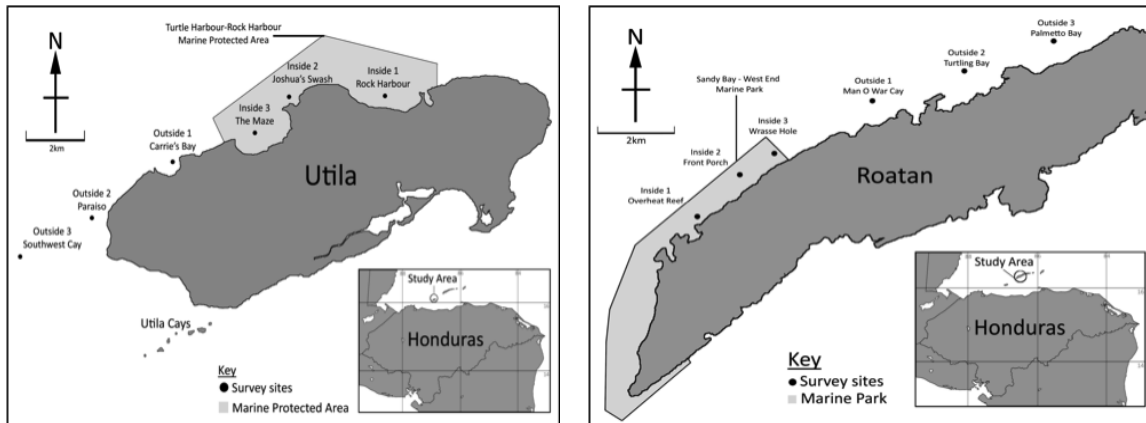 Turtle Harbour-Rock Harbour
Marine Protected Area
N
2km
Inside 2
Joshua's Swash
Inside 1
Rock Harbour
Inside 3
The Maze
Outside 1
Carrie's Bay
Outside 2
Paraiso
Outside 3
Southwest Cay
Utila
Utila Cays
Study Area
Honduras
Key
Survey sites
Marine Protected Area
N
2km
Outside 3
Palmetto Bay
Outside 2
Turtling Bay
Outside 1
Man O War Cay
Sandy Bay - West End
Marine Park
Inside 3
Wrasse Hole
Inside 2
Front Porch
Inside 1
Overheat Reef
Roatan
Study Area
Honduras
Key
Survey sites
Marine Park